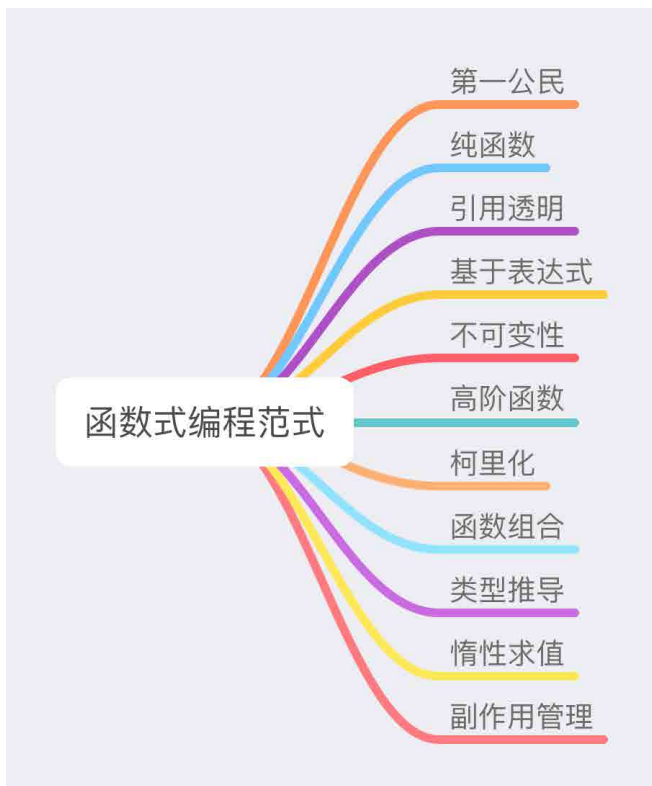 第一公民
纯函数
引用透明
基于表达式
不可变性
函数式编程范式
高阶函数
柯里化
函数组合
类型推导
惰性求值
副作用管理